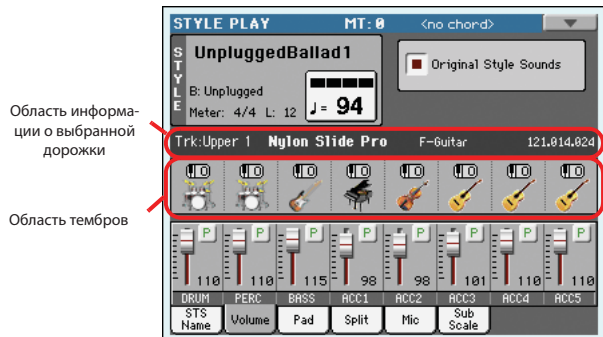 STYLE PLAY MT: 0 <no chord>
STYLE
UnpluggedBallad1
B: Unplugged
Meter: 4/4 L: 12
♩= 94
Original Style Sounds
Область информа-
ции о выбранной
дорожки
Trk:Upper 1 Nylon Slide Pro F-Guitar 121.014.024
Область тембров
P P P P P P P P
110 110 115 98 98 101 110 110
DRUM PERC BASS ACC1 ACC2 ACC3 ACC4 ACC5
STS Name Volume Pad Split Mic Sub Scale